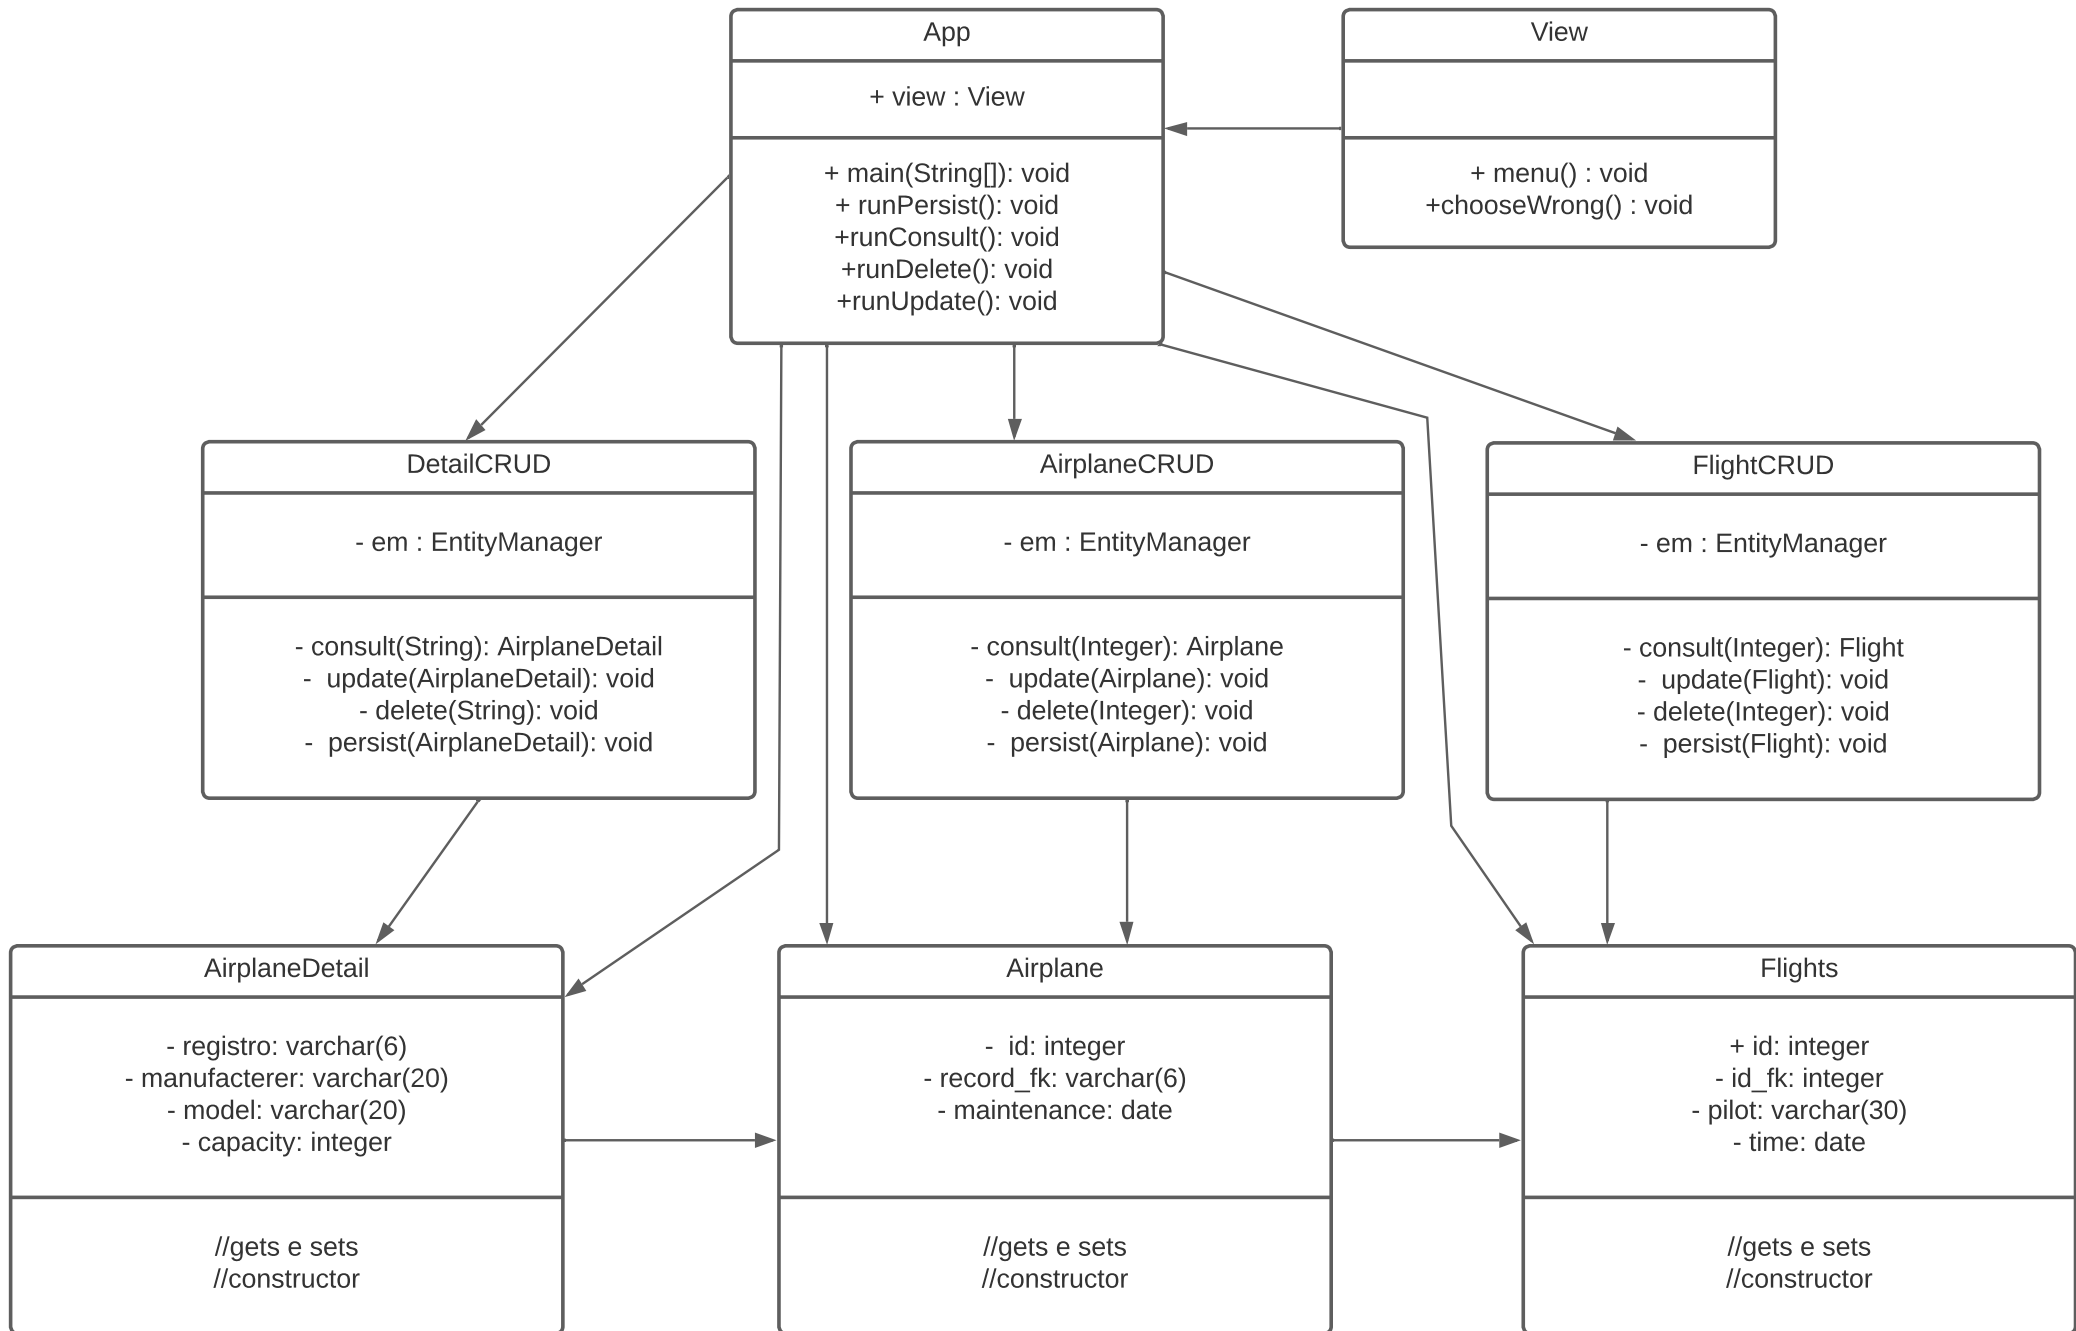 App
+ view : View
+ main(String[]): void
+ runPersist(): void
+runConsult(): void
+runDelete(): void
+runUpdate(): void
View
+ menu() : void
+chooseWrong() : void
DetailCRUD
- em : EntityManager
- consult(String): AirplaneDetail
-  update(AirplaneDetail): void
- delete(String): void
-  persist(AirplaneDetail): void
AirplaneCRUD
- em : EntityManager
- consult(Integer): Airplane
-  update(Airplane): void
- delete(Integer): void
-  persist(Airplane): void
FlightCRUD
- em : EntityManager
- consult(Integer): Flight
-  update(Flight): void
- delete(Integer): void
-  persist(Flight): void
AirplaneDetail
- registro: varchar(6)
- manufacterer: varchar(20)
- model: varchar(20)
- capacity: integer
//gets e sets
//constructor
Airplane
-  id: integer
- record_fk: varchar(6)
- maintenance: date
//gets e sets
//constructor
Flights
+ id: integer
- id_fk: integer
- pilot: varchar(30)
- time: date
//gets e sets
//constructor